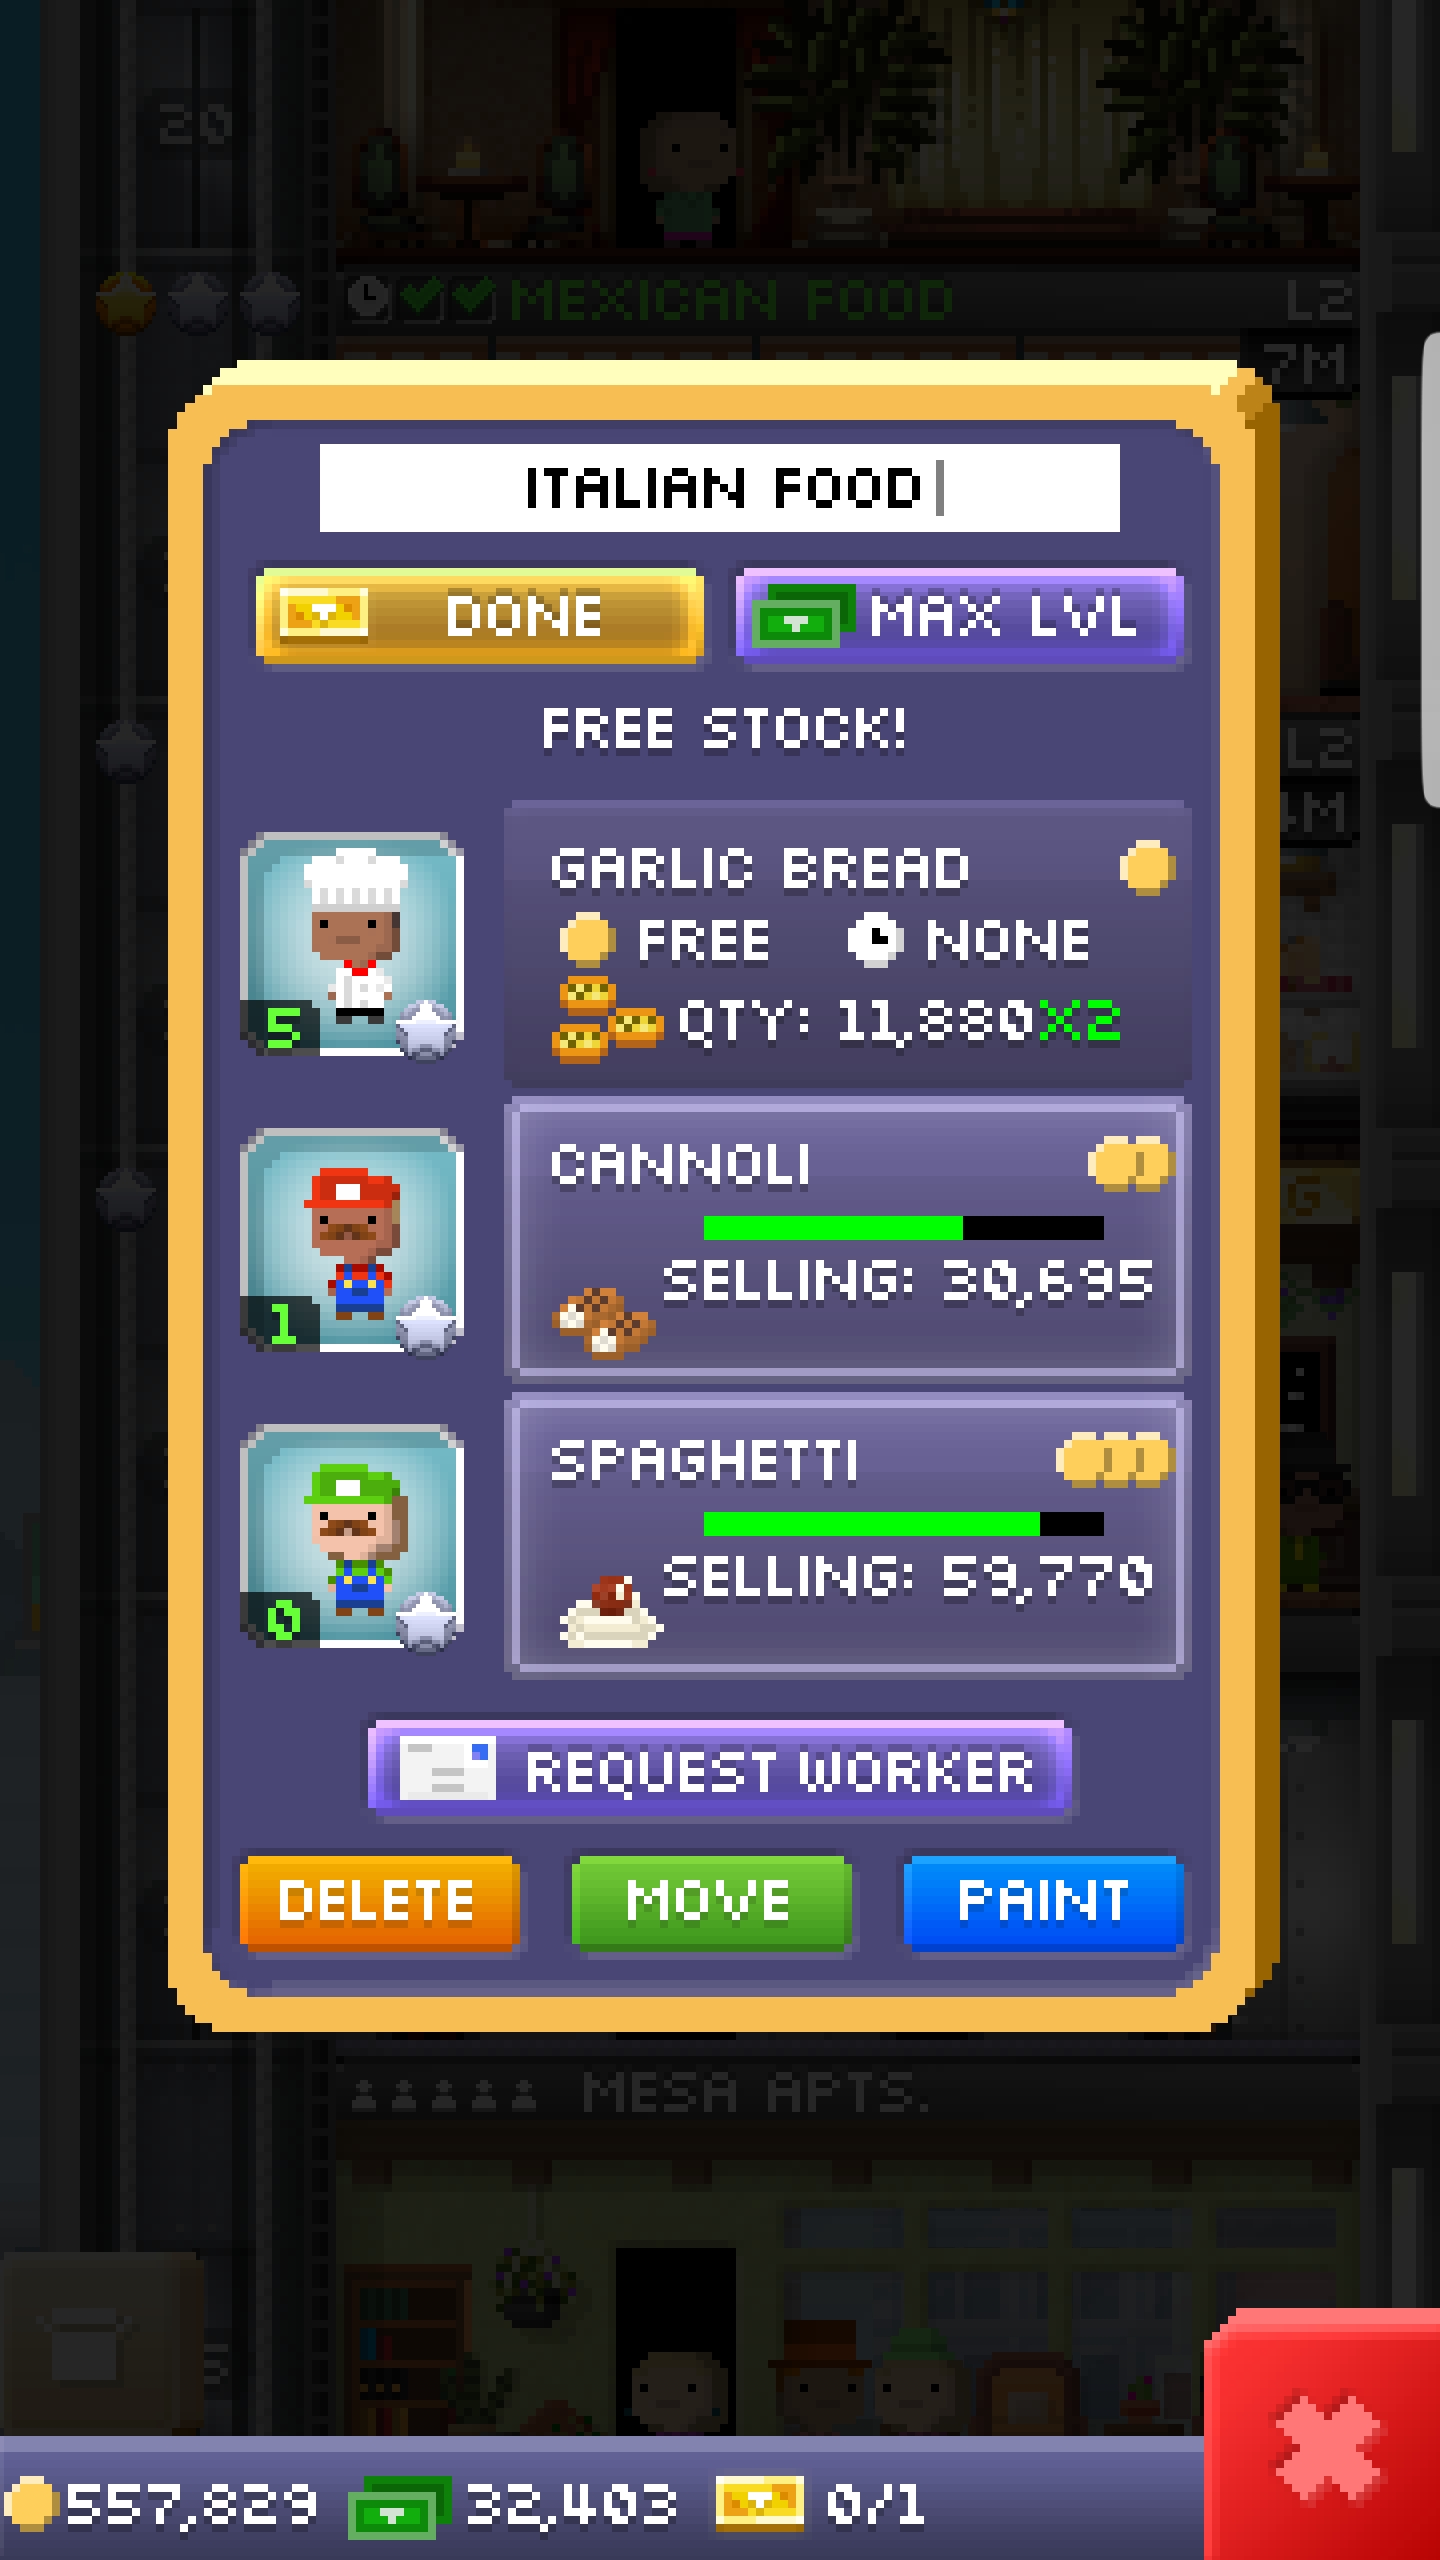 20
MEXICAN FOOD L2
7M
ITALIAN FOOD
DONE
MAX LVL
FREE STOCK!
L2
GARLIC BREAD
FREE NONE
QTY: 11,880X2
5
CANNOLI
SELLING: 30,695
1
SPAGHETTI
SELLING: 59,770
0
REQUEST WORKER
DELETE MOVE PAINT
MESA APTS.
557,829 32,403 0/1